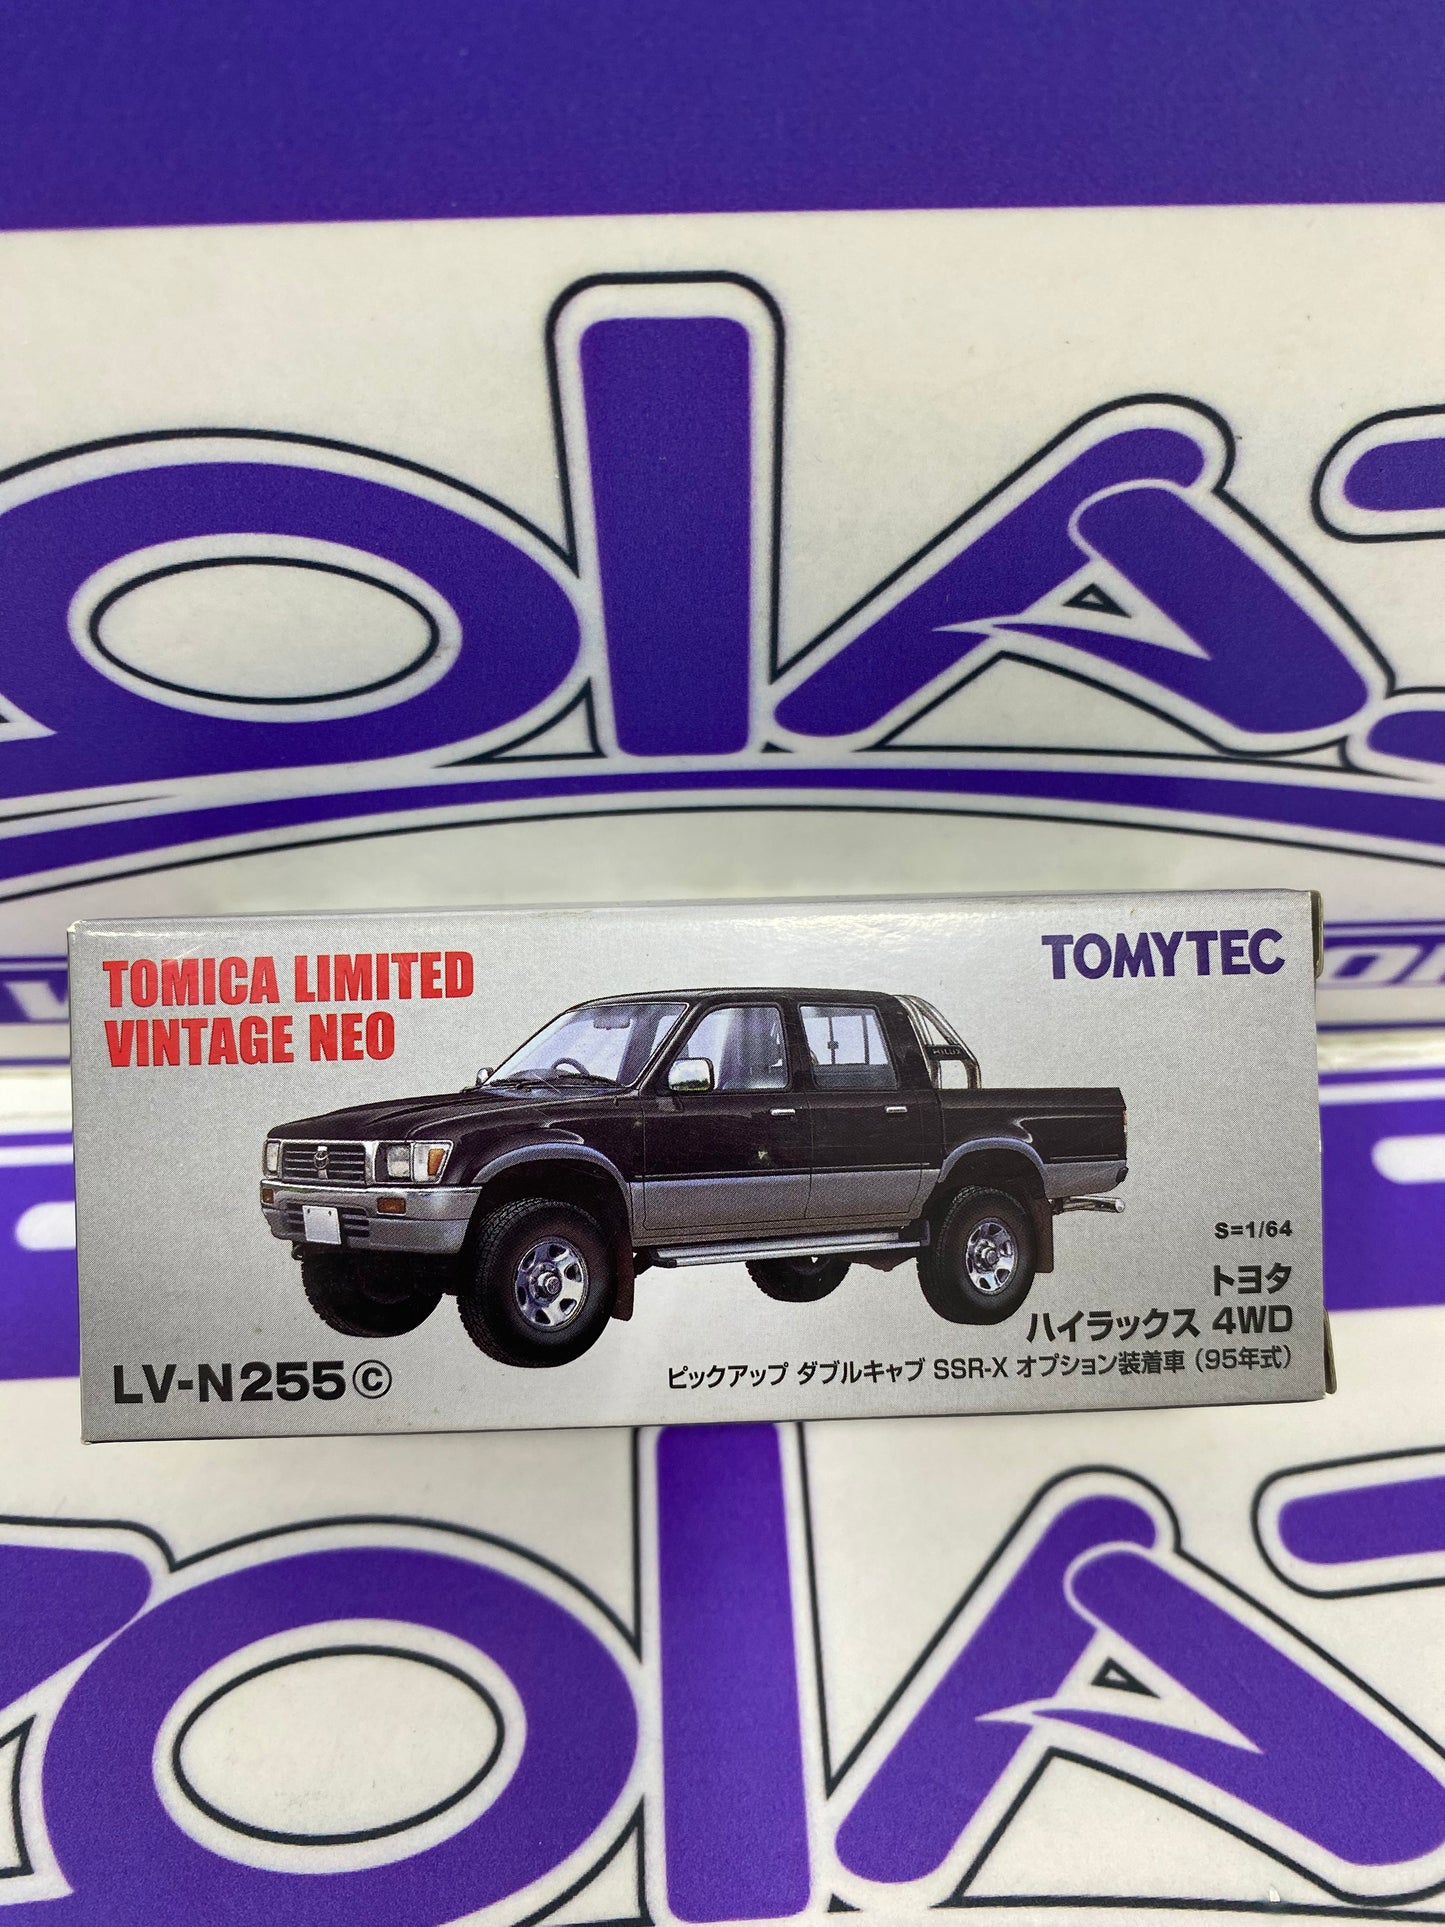 TOMICA LIMITED
VINTAGE NEO
TOMYTEC
HILUX
S=1/64
トヨタ
ハイラックス 4WD
ピックアップ ダブルキャブ SSR-X オプション装着車 (95年式)
LV-N255 ©